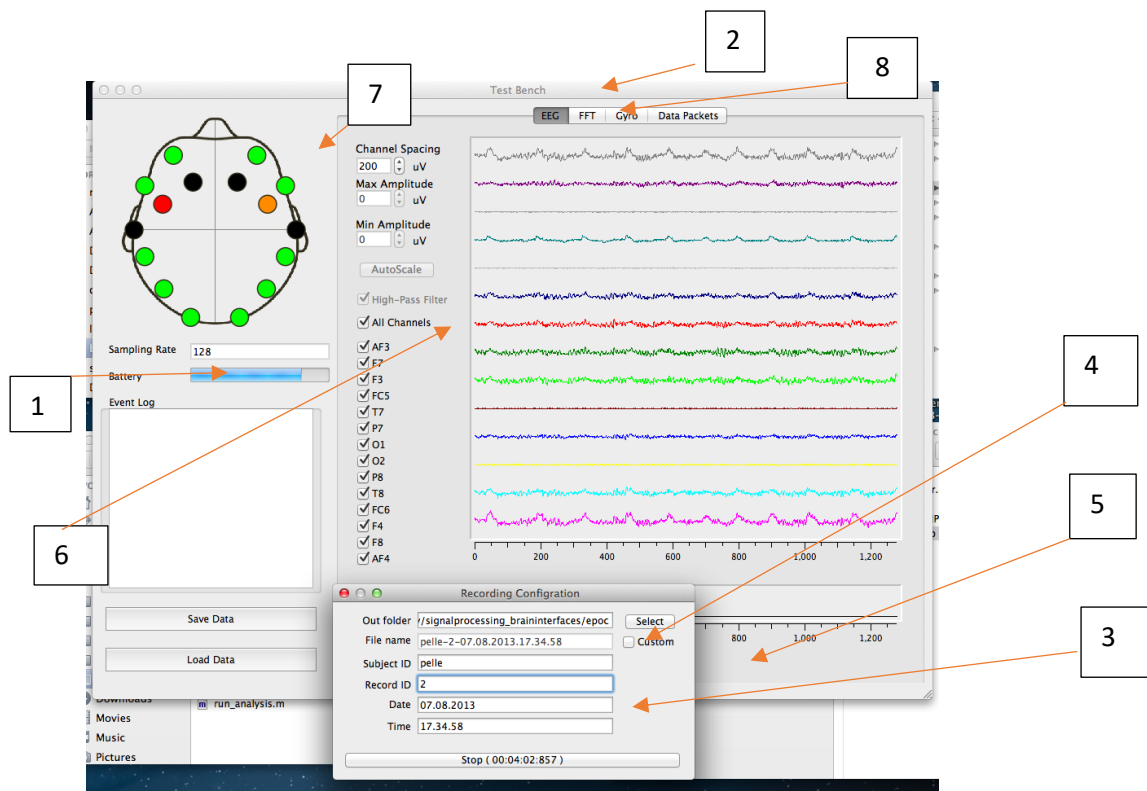 2
8
7
Test Bench
EEG FFT Gyro Data Packets
Channel Spacing
200 uV
Max Amplitude
0 uV
Min Amplitude
0 uV
AutoScale
High-Pass Filter
All Channels
AF3
F7
F3
FC5
T7
P7
O1
O2
P8
T8
FC6
F4
F8
AF4
0 200 400 600 800 1,000 1,200
Sampling Rate 128
Battery
Event Log
1
4
5
6
3
Save Data
Load Data
800 1,000 1,200
Recording Configration
Out folder /signalprocessing_braininterfaces/epoc Select
File name pelle-2-07.08.2013.17.34.58 Custom
Subject ID pelle
Record ID 2
Date 07.08.2013
Time 17.34.58
Stop ( 00:04:02:857 )
run_analysis.m
Movies
Music
Pictures